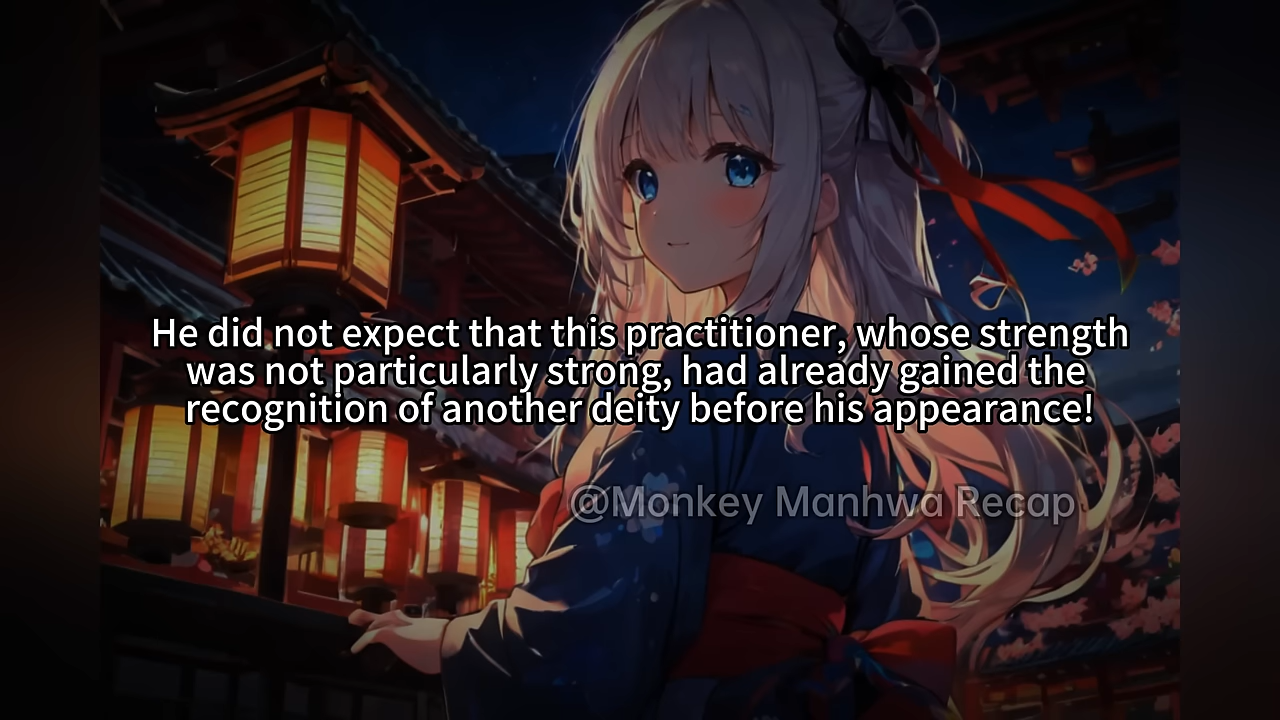 He did not expect that this practitioner, whose strength
was not particularly strong, had already gained the
recognition of another deity before his appearance!
@Monkey Manhwa Recap